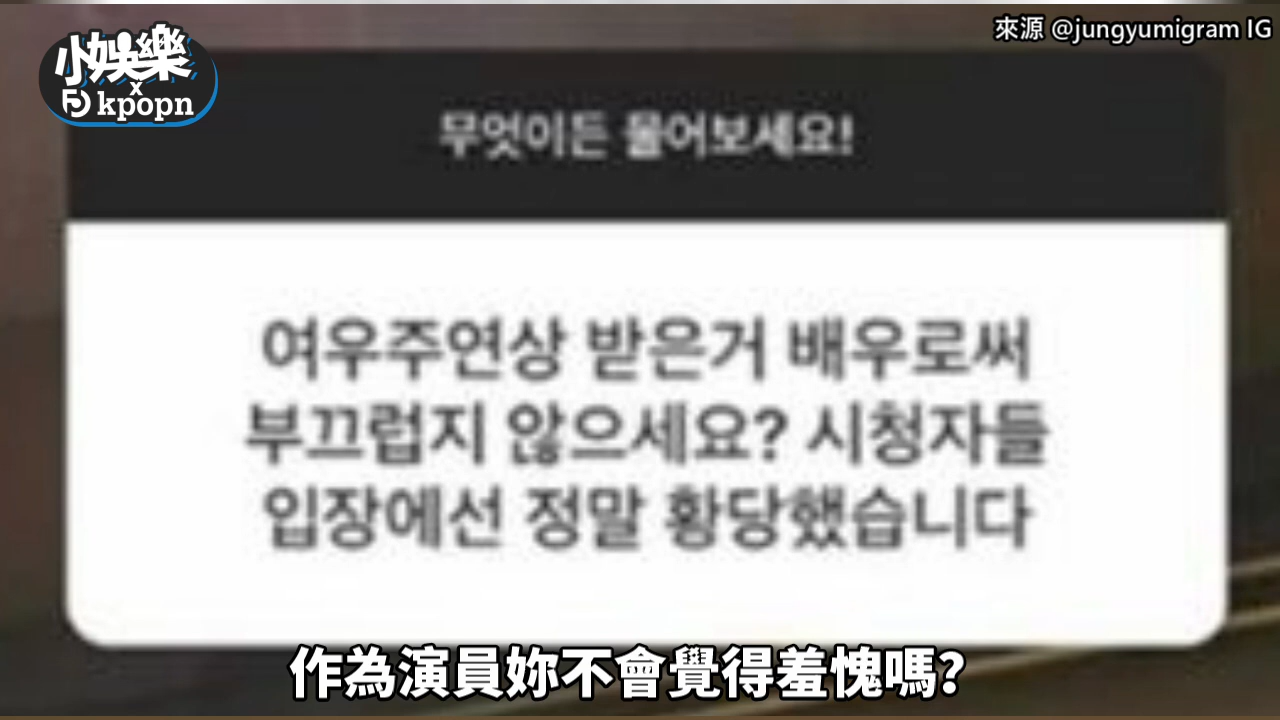 來源 @jungyumigram IG
小娛樂
x
kpopn
무엇이든 물어보세요!
여우주연상 받은거 배우로써
부끄럽지 않으세요? 시청자들
입장에선 정말 황당했습니다
作為演員妳不會覺得羞愧嗎?